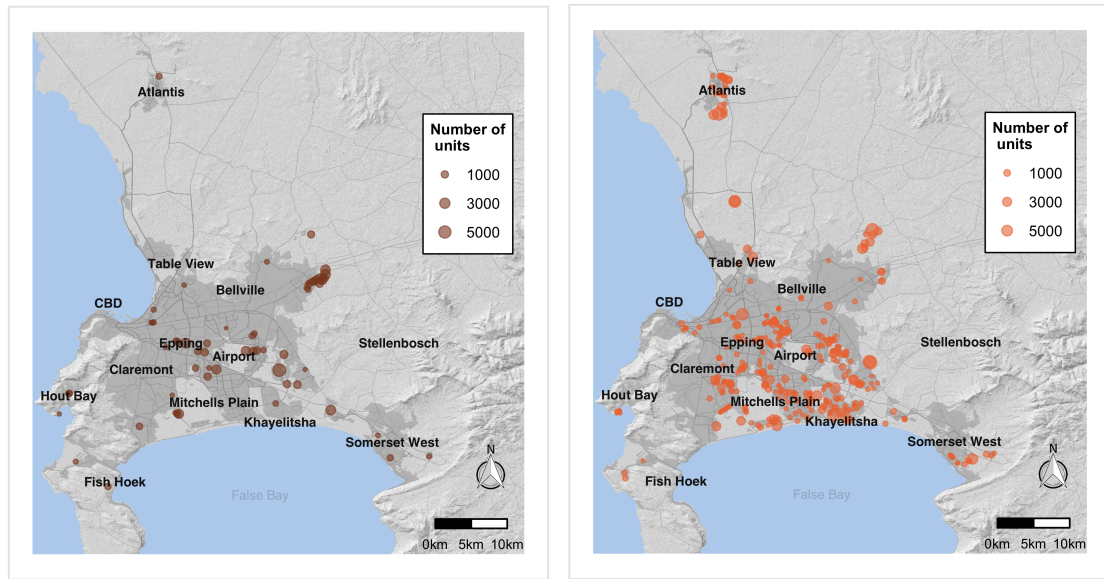 Atlantis
Number of
units
1000
3000
5000
Table View
Bellville
CBD
Epping
Airport
Stellenbosch
Claremont
Hout Bay
Mitchells Plain
Khayelitsha
Somerset West
N
Fish Hoek
False Bay
0km 5km 10km
Atlantis
Number of
units
1000
3000
5000
Table View
Bellville
CBD
Epping
Airport
Stellenbosch
Claremont
Hout Bay
Mitchells Plain
Khayelitsha
Somerset West
N
Fish Hoek
False Bay
0km 5km 10km